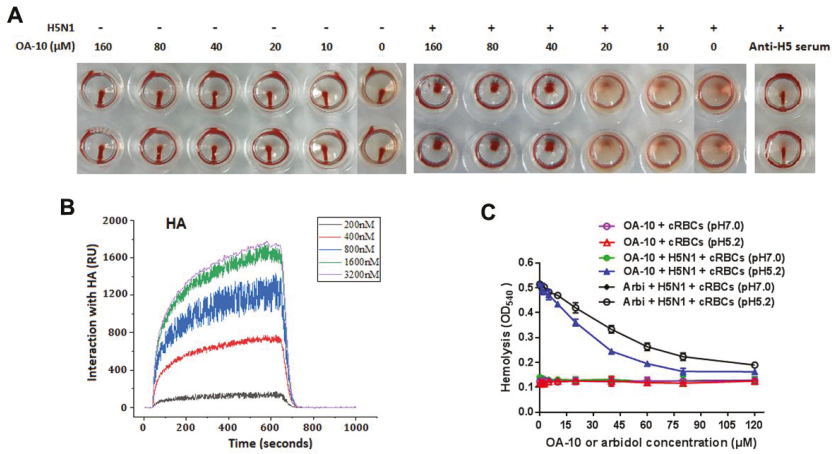 A
H5N1 - - - - - - + + + + + + +
OA-10 (μM) 160 80 40 20 10 0 160 80 40 20 10 0 Anti-H5 serum
B
HA
Interaction with HA (RU)
2000
1600
1200
800
400
0
0 200 400 600 800 1000
Time (seconds)
200nM
400nM
800nM
1600nM
3200nM
C
OA-10 + cRBCs (pH7.0)
OA-10 + cRBCs (pH5.2)
OA-10 + H5N1 + cRBCs (pH7.0)
OA-10 + H5N1 + cRBCs (pH5.2)
Arbi + H5N1 + cRBCs (pH7.0)
Arbi + H5N1 + cRBCs (pH5.2)
Hemolysis (OD540)
0.6
0.5
0.4
0.3
0.2
0.1
0.0
0 15 30 45 60 75 90 105 120
OA-10 or arbidol concentration (μM)